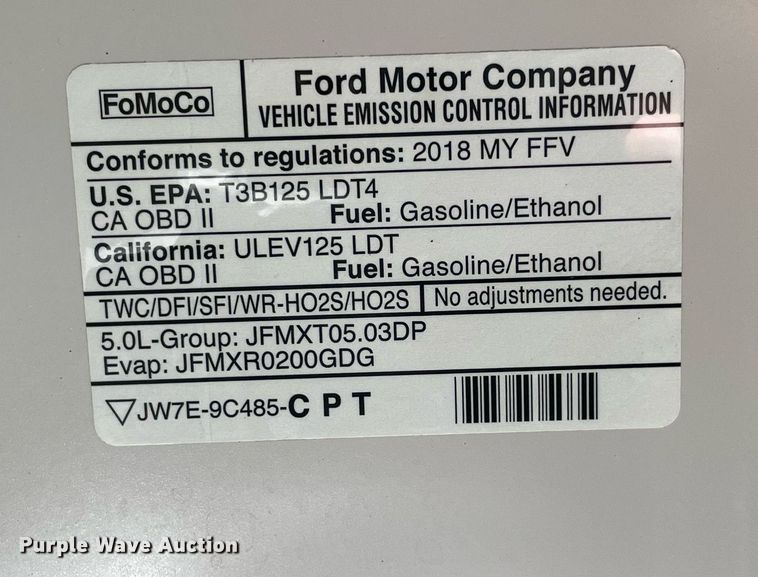 FoMoCo
Ford Motor Company
VEHICLE EMISSION CONTROL INFORMATION
Conforms to regulations: 2018 MY FFV
U.S. EPA: T3B125 LDT4
CA OBD II Fuel: Gasoline/Ethanol
California: ULEV125 LDT
CA OBD II Fuel: Gasoline/Ethanol
TWC/DFI/SFI/WR-HO2S/HO2S No adjustments needed.
5.0L-Group: JFMXT05.03DP
Evap: JFMXR0200GDG
JW7E-9C485-C P T
Purple Wave Auction